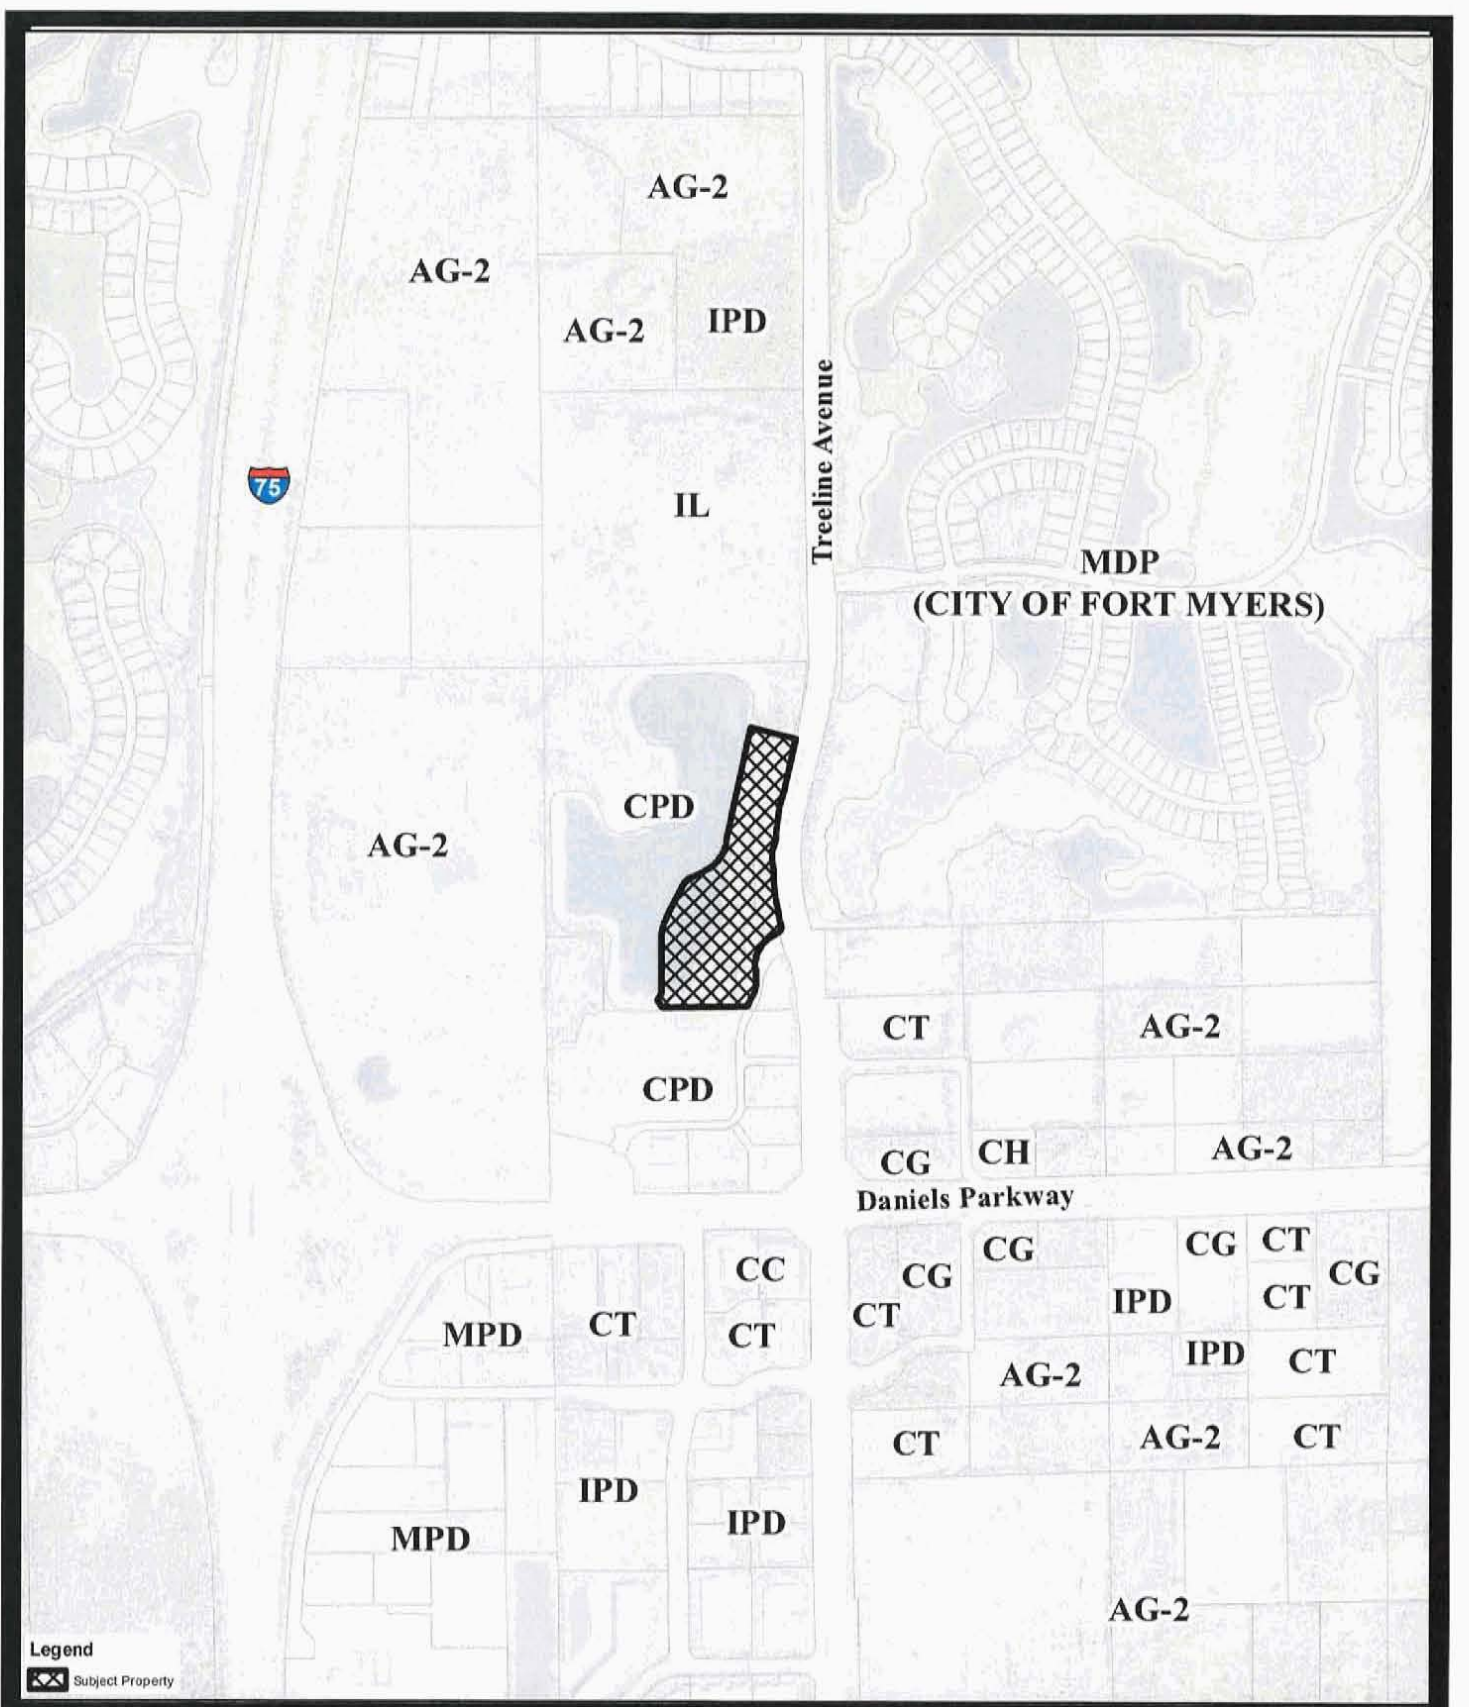 AG-2
AG-2
AG-2
IPD
Treeline Avenue
75
IL
MDP
(CITY OF FORT MYERS)
CPD
AG-2
CT
AG-2
CPD
CG
CH
AG-2
Daniels Parkway
CC
CG
CG
CG
CT
CG
MPD
CT
CT
CT
IPD
CT
IPD
CT
AG-2
CT
AG-2
CT
IPD
IPD
MPD
AG-2
Legend
Subject Property